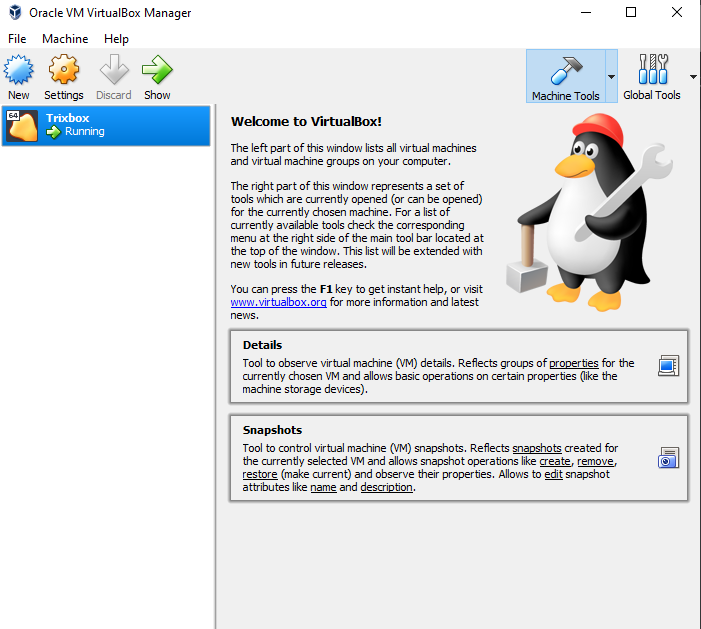 Oracle VM VirtualBox Manager
File Machine Help
New Settings Discard Show Machine Tools Global Tools
64
Trixbox
Running
Welcome to VirtualBox!
The left part of this window lists all virtual machines
and virtual machine groups on your computer.
The right part of this window represents a set of
tools which are currently opened (or can be opened)
for the currently chosen machine. For a list of
currently available tools check the corresponding
menu at the right side of the main tool bar located at
the top of the window. This list will be extended with
new tools in future releases.
You can press the F1 key to get instant help, or visit
www.virtualbox.org for more information and latest
news.
Details
Tool to observe virtual machine (VM) details. Reflects groups of properties for the
currently chosen VM and allows basic operations on certain properties (like the
machine storage devices).
Snapshots
Tool to control virtual machine (VM) snapshots. Reflects snapshots created for
the currently selected VM and allows snapshot operations like create, remove,
restore (make current) and observe their properties. Allows to edit snapshot
attributes like name and description.